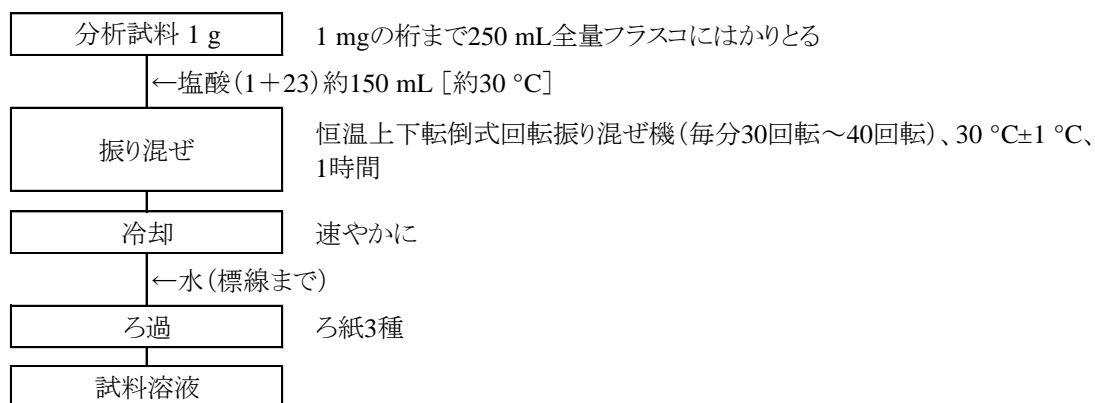 分析試料 1 g
1 mgの桁まで250 mL全量フラスコにはかりとる
←塩酸(1+23)約150 mL [約30 °C]
振り混ぜ
恒温上下転倒式回転振り混ぜ機(毎分30回転~40回転)、30 °C±1 °C、
1時間
冷却
速やかに
←水(標線まで)
ろ過
ろ紙3種
試料溶液